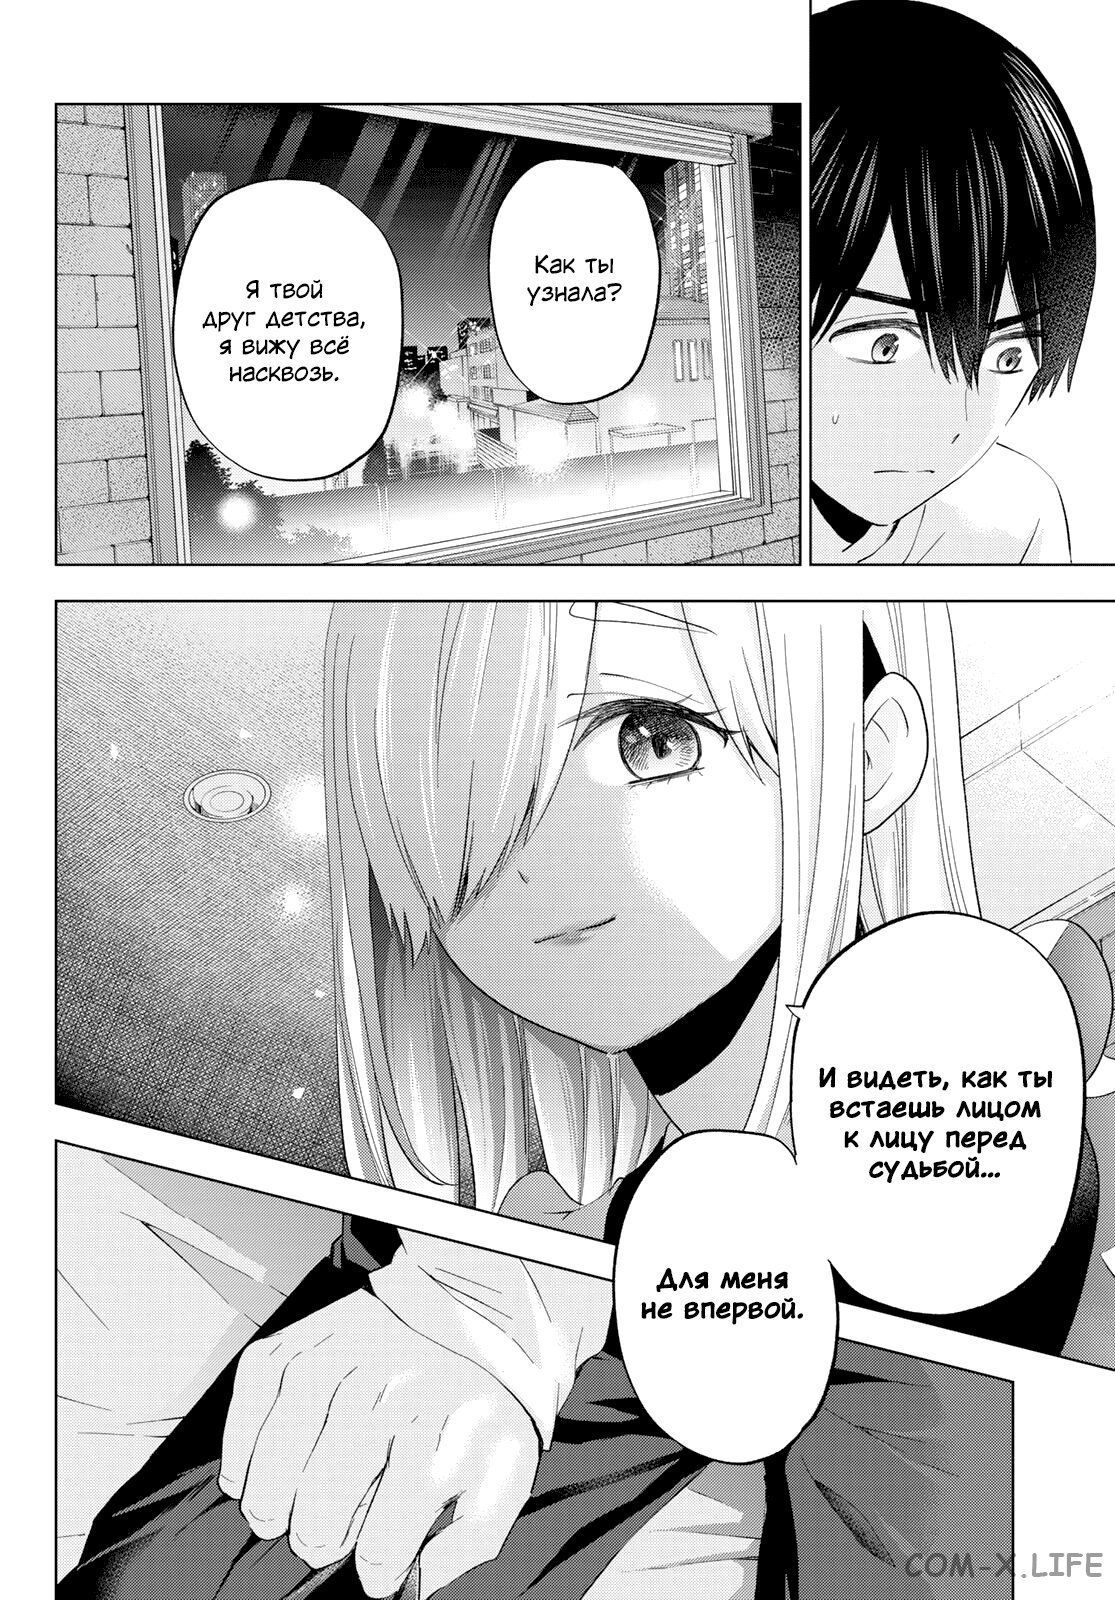 Как ты
узнала?
Я твой
друг детства,
я вижу всё
насквозь.
И видеть, как ты
встаешь лицом
к лицу перед
судьбой...
Для меня
не впервой.
COM-X.LIFE